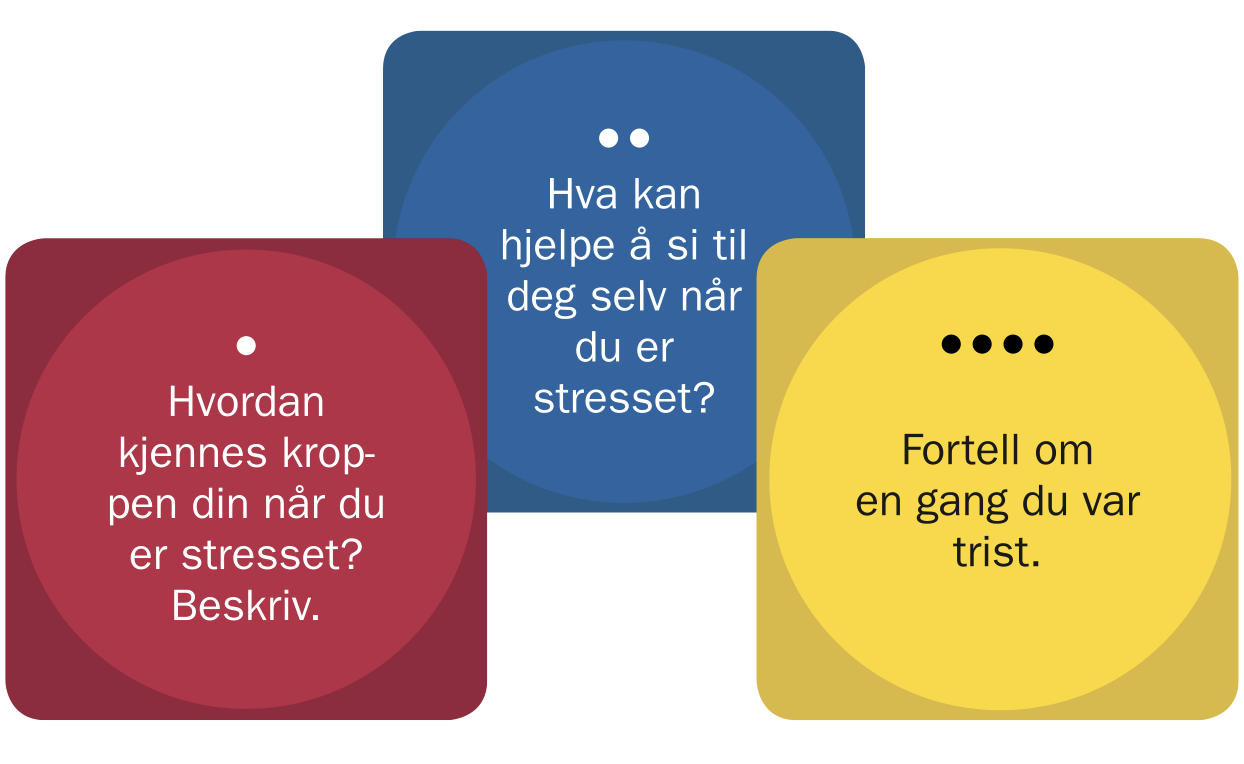 Hva kan
hjelpe å si til
deg selv når
du er
stresset?
Hvordan
kjennes krop-
pen din når du
er stresset?
Beskriv.
Fortell om
en gang du var
trist.